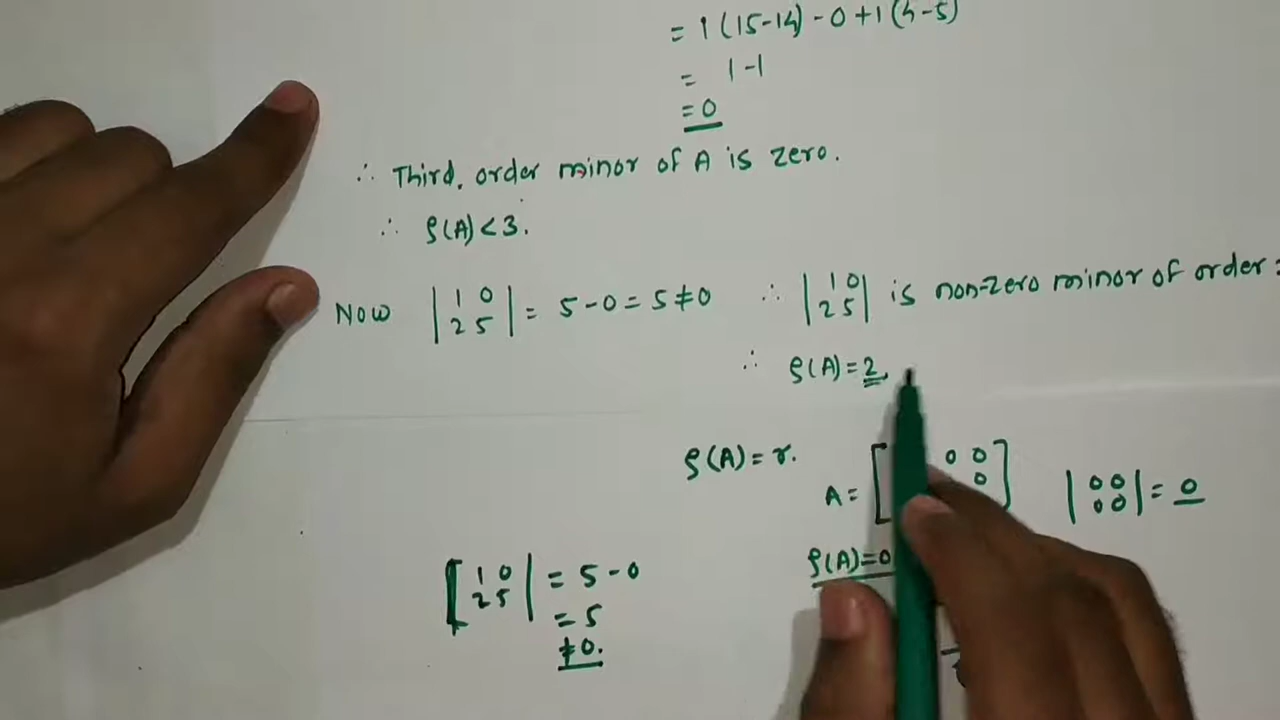 = 1 (15-14) - 0 + 1 (4-5)
= 1 - 1
= 0
∴ Third, order minor of A is zero.
∴ ρ(A) < 3.
Now | 1 0 2 5 | = 5 - 0 = 5 ≠ 0 ∴ | 1 0 2 5 | is non-zero minor of order
∴ ρ(A) = 2
ρ(A) = r.
A = [ 0 0 0 ] | 0 0 0 0 | = 0
ρ(A) = 0
[ 1 0 2 5 | = 5 - 0
= 5
≠ 0.